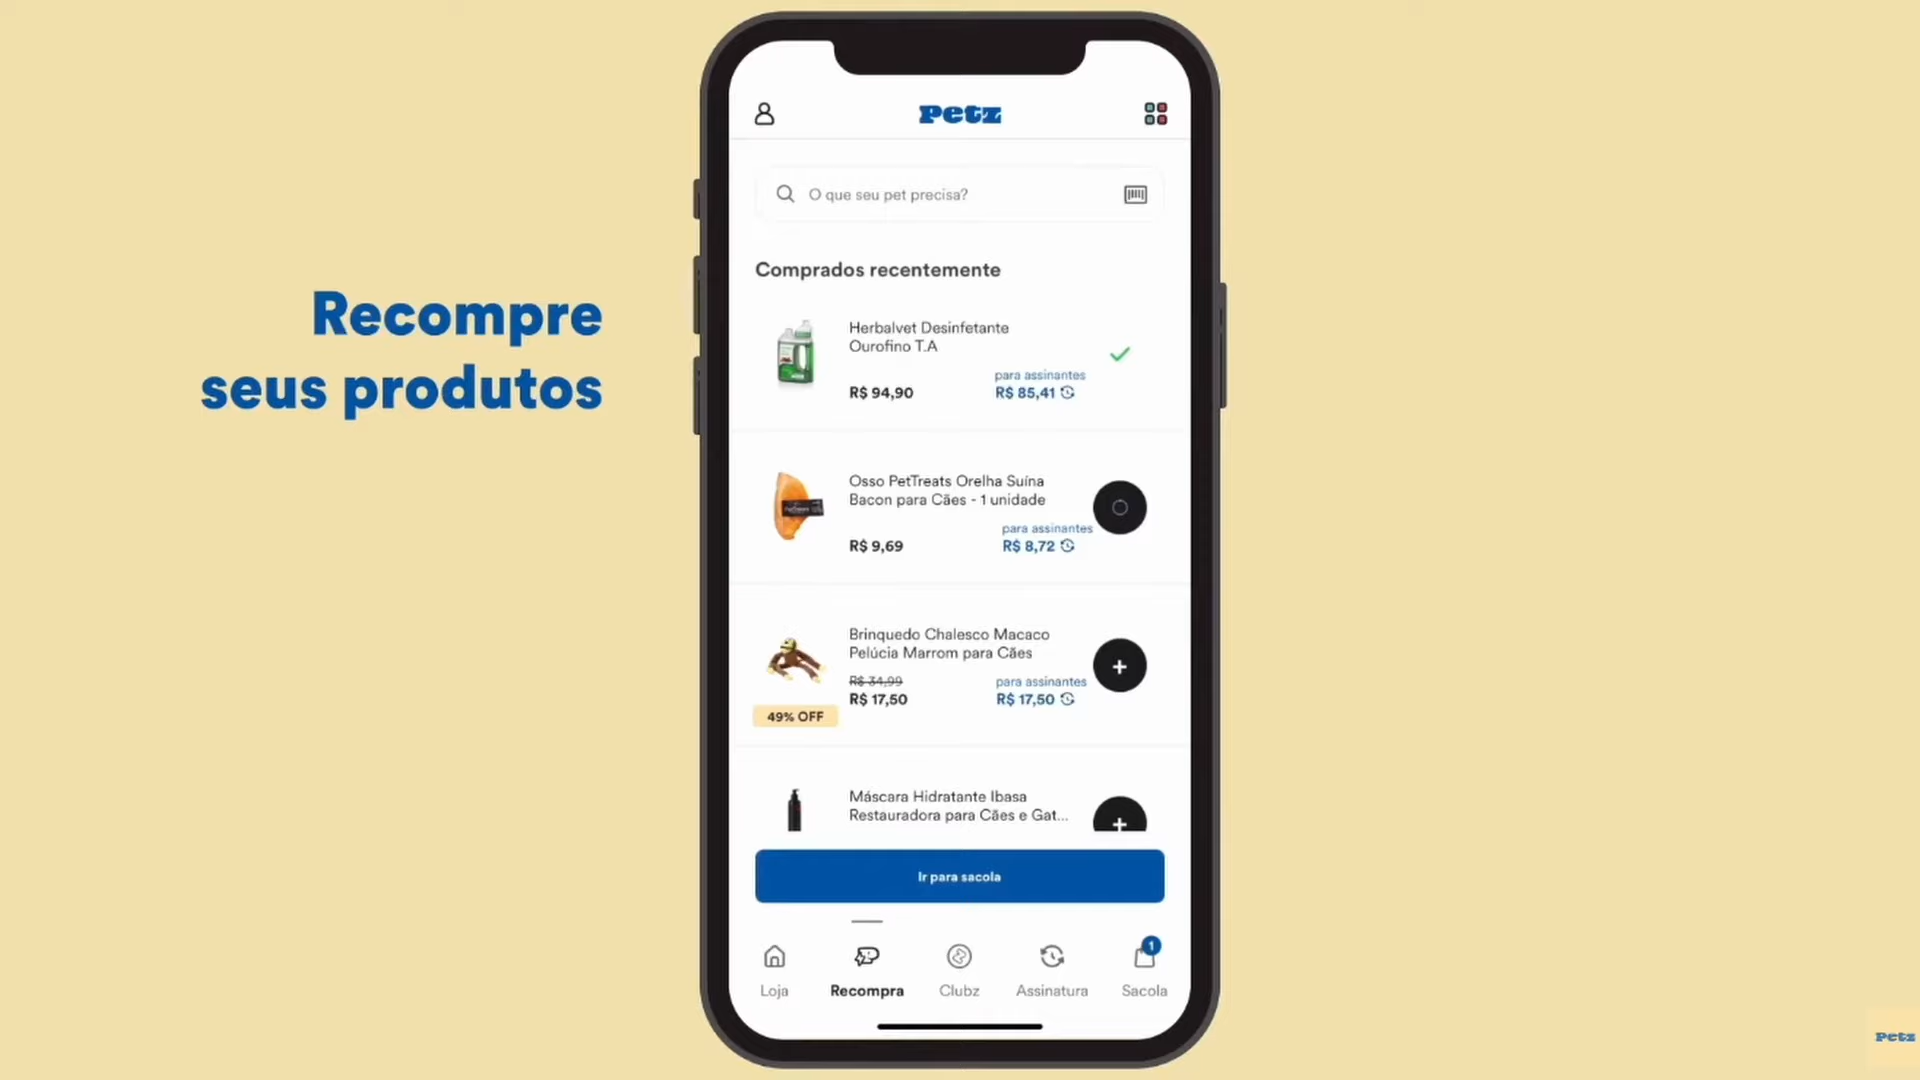 Recompre
seus produtos
Petz
O que seu pet precisa?
Comprados recentemente
Herbalvet Desinfetante
Ourofino T.A
para assinantes
R$ 94,90
R$ 85,41
Osso PetTreats Orelha Suína
Bacon para Cães - 1 unidade
para assinantes
R$ 9,69
R$ 8,72
Brinquedo Chalesco Macaco
Pelúcia Marrom para Cães
R$ 34,99
para assinantes
R$ 17,50
R$ 17,50
49% OFF
Máscara Hidratante Ibasa
Restauradora para Cães e Gat...
Ir para sacola
1
Loja
Recompra
Clubz
Assinatura
Sacola
Petz